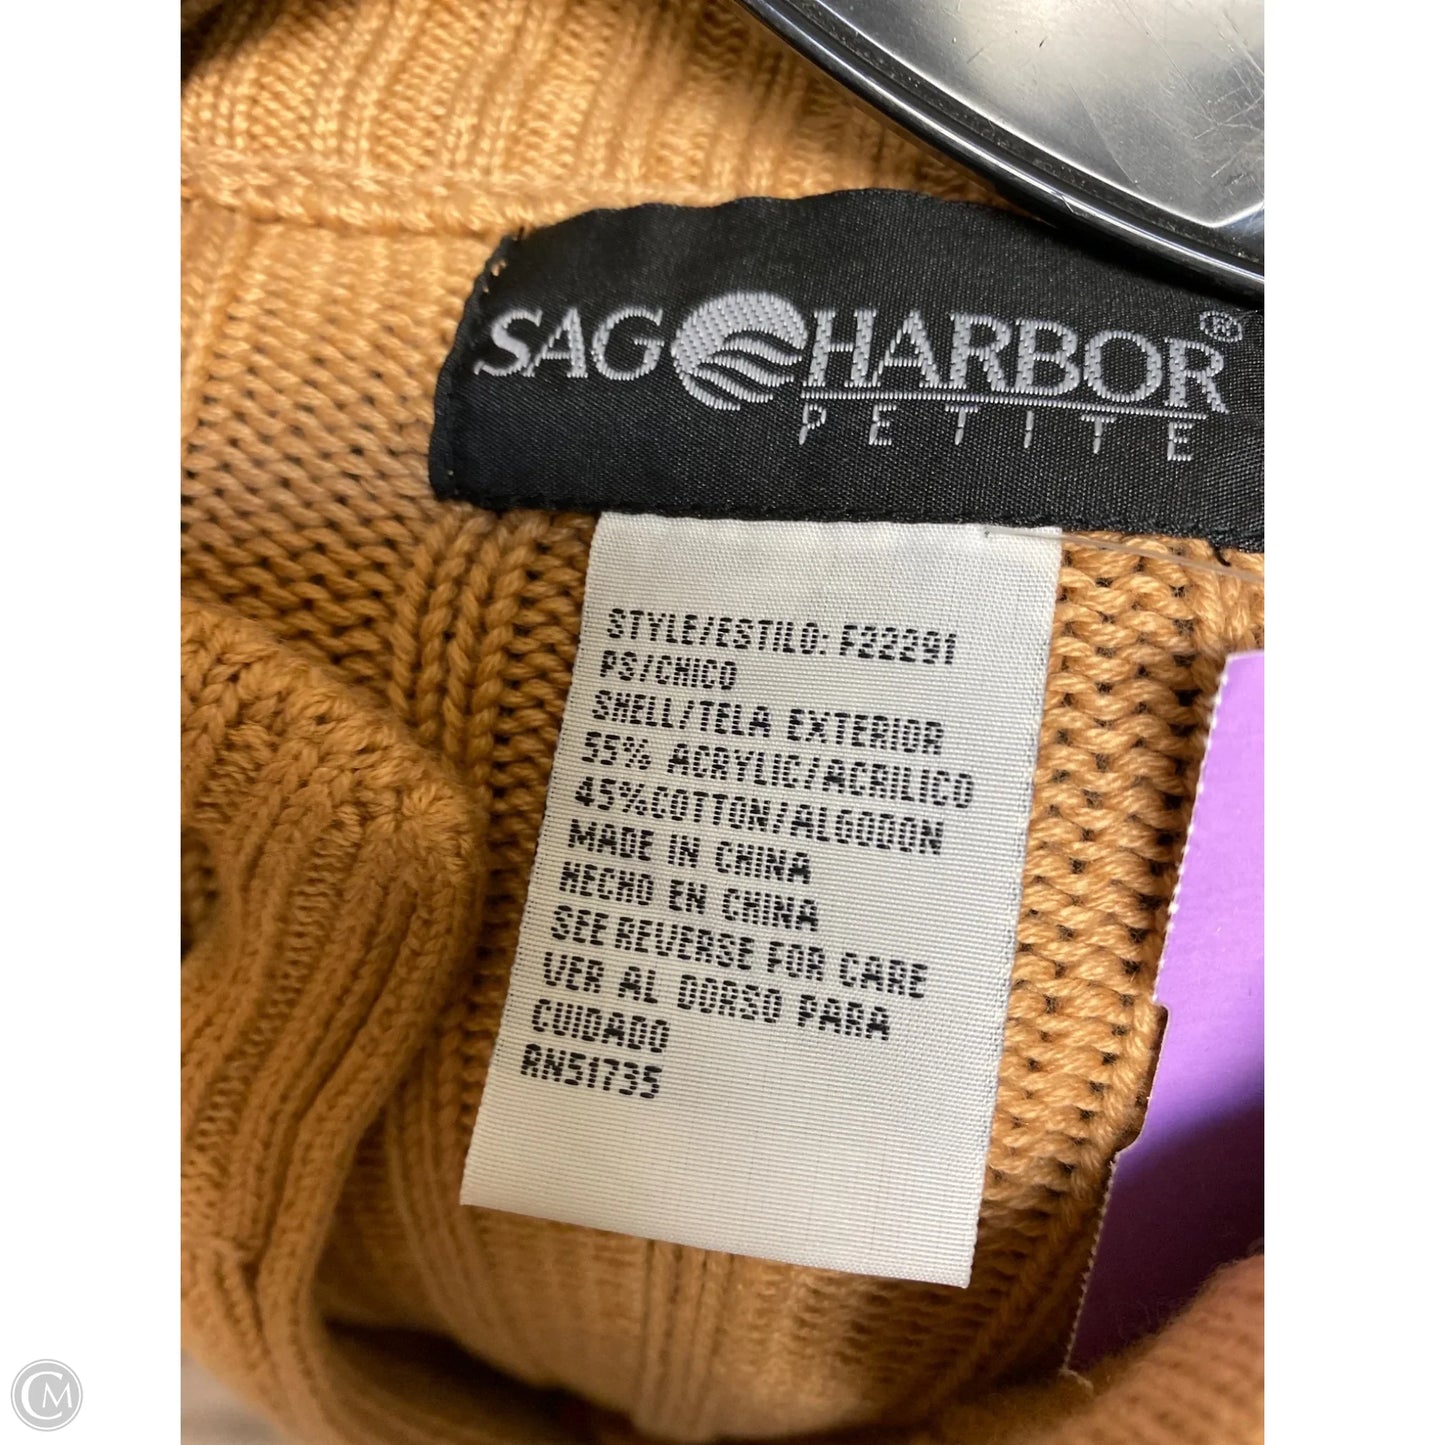 SAG HARBOR®
PETITE
STYLE/ESTILO: F22291
PS/CHICO
SHELL/TELA EXTERIOR
55% ACRYLIC/ACRILICO
45%COTTON/ALGODON
MADE IN CHINA
HECHO EN CHINA
SEE REVERSE FOR CARE
VER AL DORSO PARA
CUIDADO
RN51735
CM